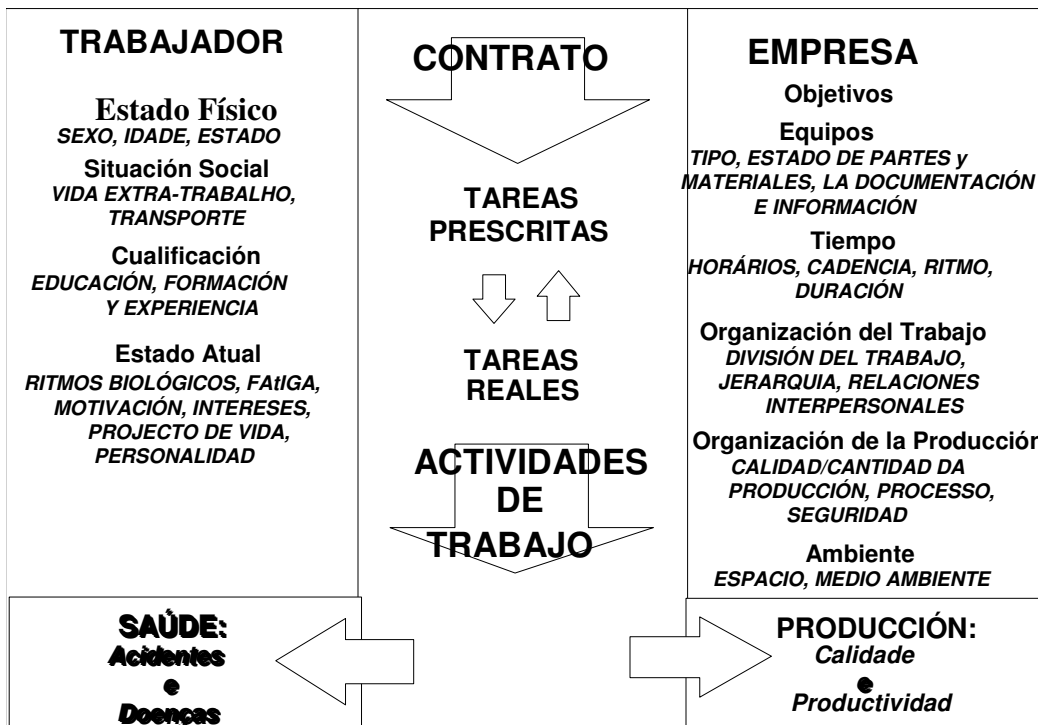 TRABAJADOR
Estado Físico
SEXO, IDADE, ESTADO
Situación Social
VIDA EXTRA-TRABALHO,
TRANSPORTE
Cualificación
EDUCACIÓN, FORMACIÓN
Y EXPERIENCIA
Estado Atual
RITMOS BIOLÓGICOS, FAtIGA,
MOTIVACIÓN, INTERESES,
PROJECTO DE VIDA,
PERSONALIDAD
CONTRATO
TAREAS
PRESCRITAS
TAREAS
REALES
ACTIVIDADES
DE
TRABAJO
EMPRESA
Objetivos
Equipos
TIPO, ESTADO DE PARTES y
MATERIALES, LA DOCUMENTACIÓN
E INFORMACIÓN
Tiempo
HORÁRIOS, CADENCIA, RITMO,
DURACIÓN
Organización del Trabajo
DIVISIÓN DEL TRABAJO,
JERARQUIA, RELACIONES
INTERPERSONALES
Organización de la Producción
CALIDAD/CANTIDAD DA
PRODUCCIÓN, PROCESSO,
SEGURIDAD
Ambiente
ESPACIO, MEDIO AMBIENTE
SAÚDE:
Acidentes
e
Doenças
PRODUCCIÓN:
Calidade
e
Productividad